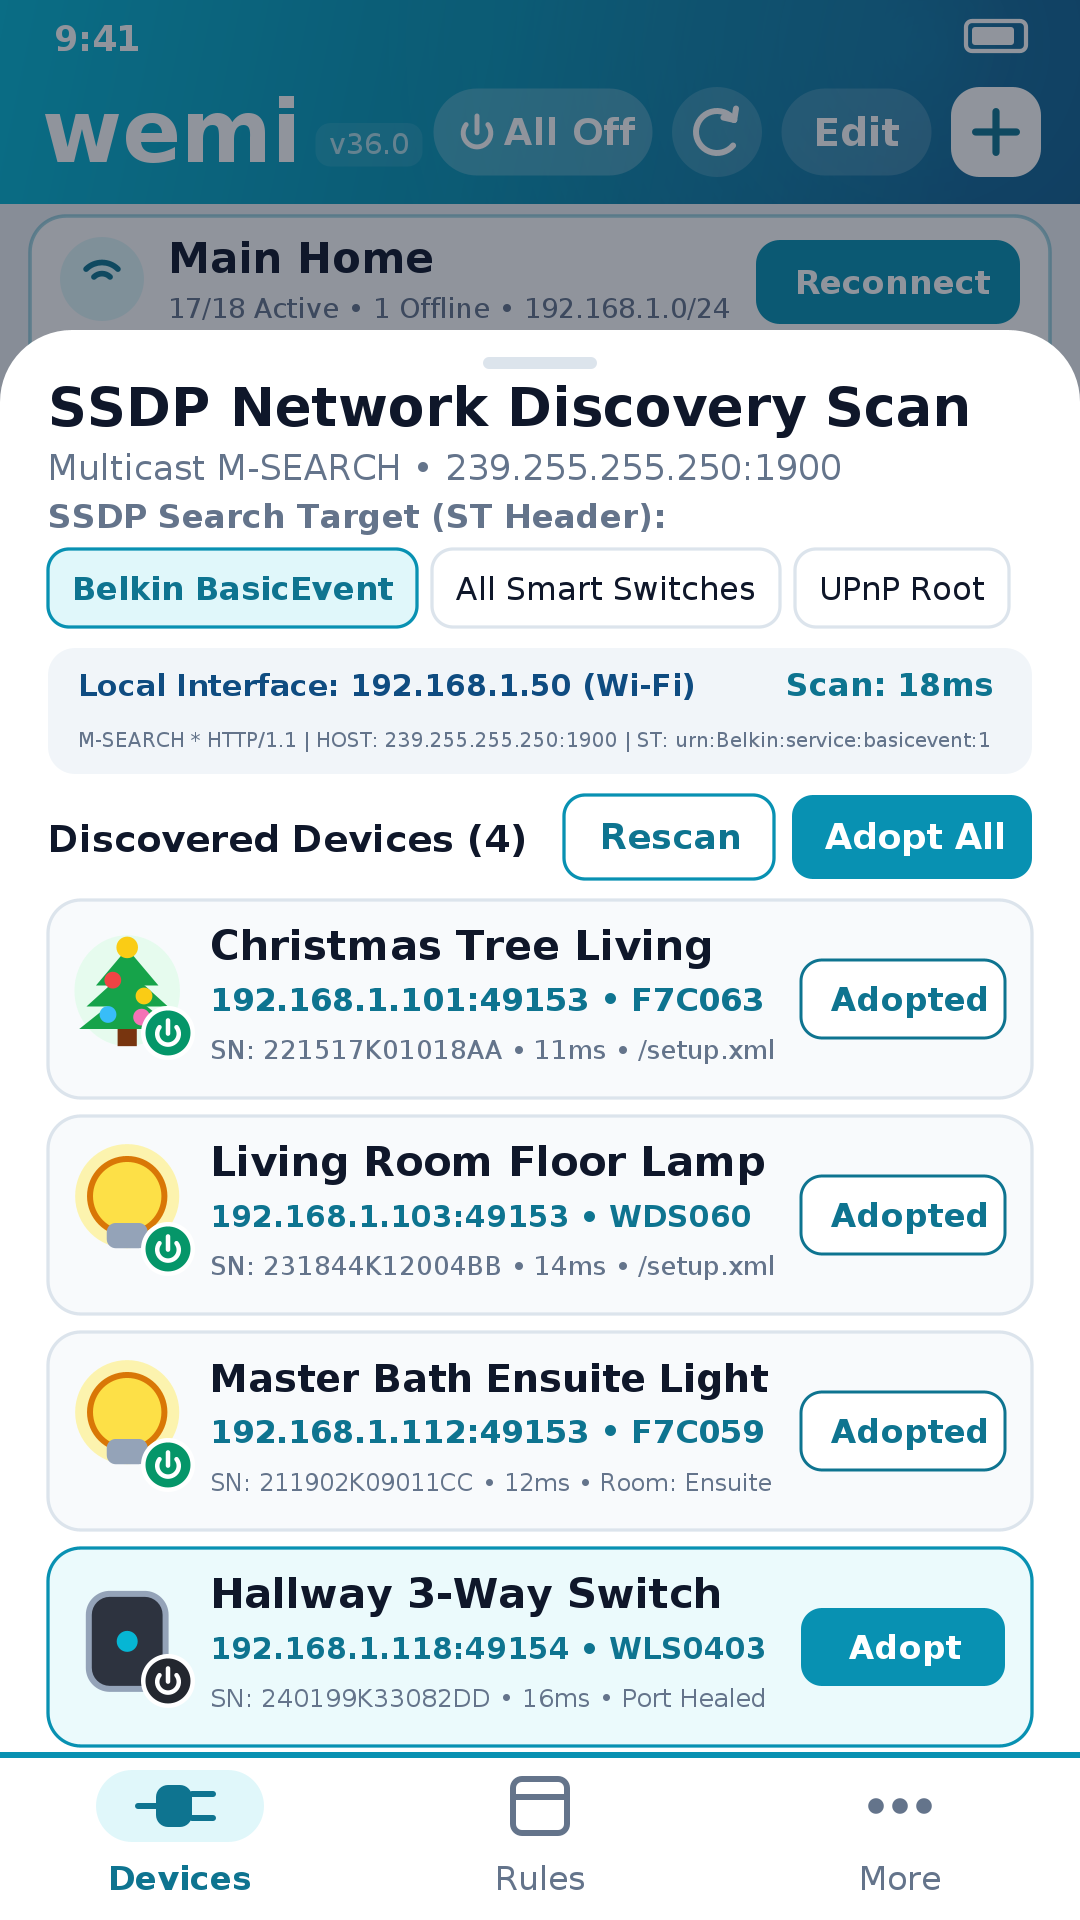 9:41
wemi v36.0 All Off Edit
Main Home
17/18 Active • 1 Offline • 192.168.1.0/24
Reconnect
SSDP Network Discovery Scan
Multicast M-SEARCH • 239.255.255.250:1900
SSDP Search Target (ST Header):
Belkin BasicEvent All Smart Switches UPnP Root
Local Interface: 192.168.1.50 (Wi-Fi) Scan: 18ms
M-SEARCH * HTTP/1.1 | HOST: 239.255.255.250:1900 | ST: urn:Belkin:service:basicevent:1
Discovered Devices (4) Rescan Adopt All
Christmas Tree Living
192.168.1.101:49153 • F7C063
SN: 221517K01018AA • 11ms • /setup.xml
Adopted
Living Room Floor Lamp
192.168.1.103:49153 • WDS060
SN: 231844K12004BB • 14ms • /setup.xml
Adopted
Master Bath Ensuite Light
192.168.1.112:49153 • F7C059
SN: 211902K09011CC • 12ms • Room: Ensuite
Adopted
Hallway 3-Way Switch
192.168.1.118:49154 • WLS0403
SN: 240199K33082DD • 16ms • Port Healed
Adopt
Devices Rules More